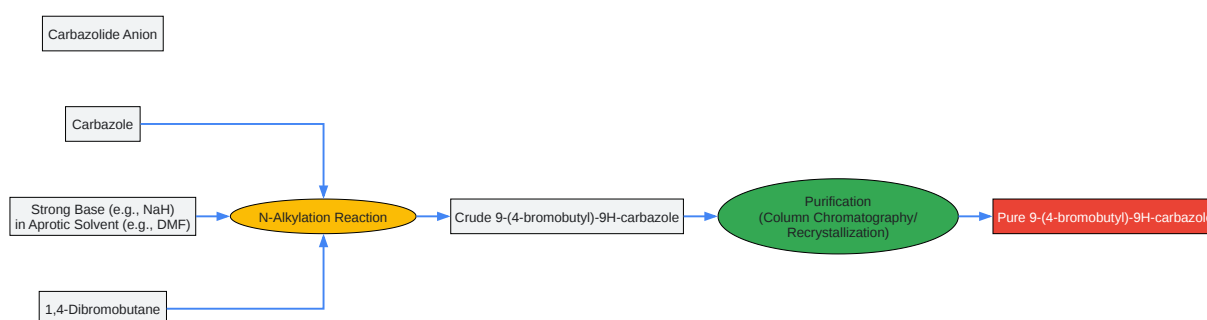 Carbazolide Anion
Carbazole
Strong Base (e.g., NaH)
in Aprotic Solvent (e.g., DMF)
N-Alkylation Reaction
Crude 9-(4-bromobutyl)-9H-carbazole
Purification
(Column Chromatography/
Recrystallization)
Pure 9-(4-bromobutyl)-9H-carbazole
1,4-Dibromobutane